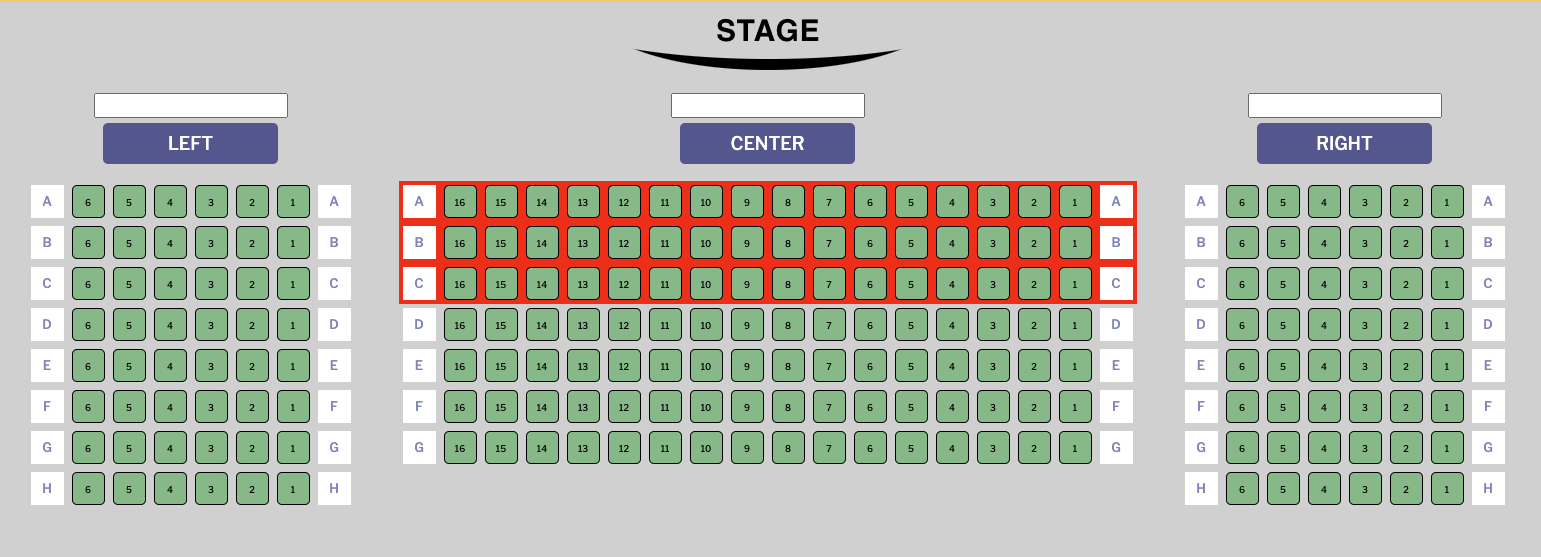 STAGE
LEFT CENTER RIGHT
A 6 5 4 3 2 1 A A 16 15 14 13 12 11 10 9 8 7 6 5 4 3 2 1 A A 6 5 4 3 2 1 A
B 6 5 4 3 2 1 B B 16 15 14 13 12 11 10 9 8 7 6 5 4 3 2 1 B B 6 5 4 3 2 1 B
C 6 5 4 3 2 1 C C 16 15 14 13 12 11 10 9 8 7 6 5 4 3 2 1 C C 6 5 4 3 2 1 C
D 6 5 4 3 2 1 D D 16 15 14 13 12 11 10 9 8 7 6 5 4 3 2 1 D D 6 5 4 3 2 1 D
E 6 5 4 3 2 1 E E 16 15 14 13 12 11 10 9 8 7 6 5 4 3 2 1 E E 6 5 4 3 2 1 E
F 6 5 4 3 2 1 F F 16 15 14 13 12 11 10 9 8 7 6 5 4 3 2 1 F F 6 5 4 3 2 1 F
G 6 5 4 3 2 1 G G 16 15 14 13 12 11 10 9 8 7 6 5 4 3 2 1 G G 6 5 4 3 2 1 G
H 6 5 4 3 2 1 H H 6 5 4 3 2 1 H